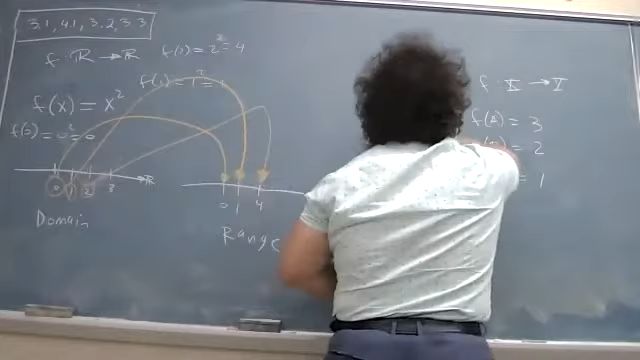 3.1, 4.1, 3.2, 3.3
f : ℝ → ℝ
f(2) = 2² = 4
f(1) = 1² = 1
f(x) = x²
f(0) = 0² = 0
0 1 2 3 ℝ
0 1 4
Domain
Range
f : X → Y
f(A) = 3
= 2
= 1